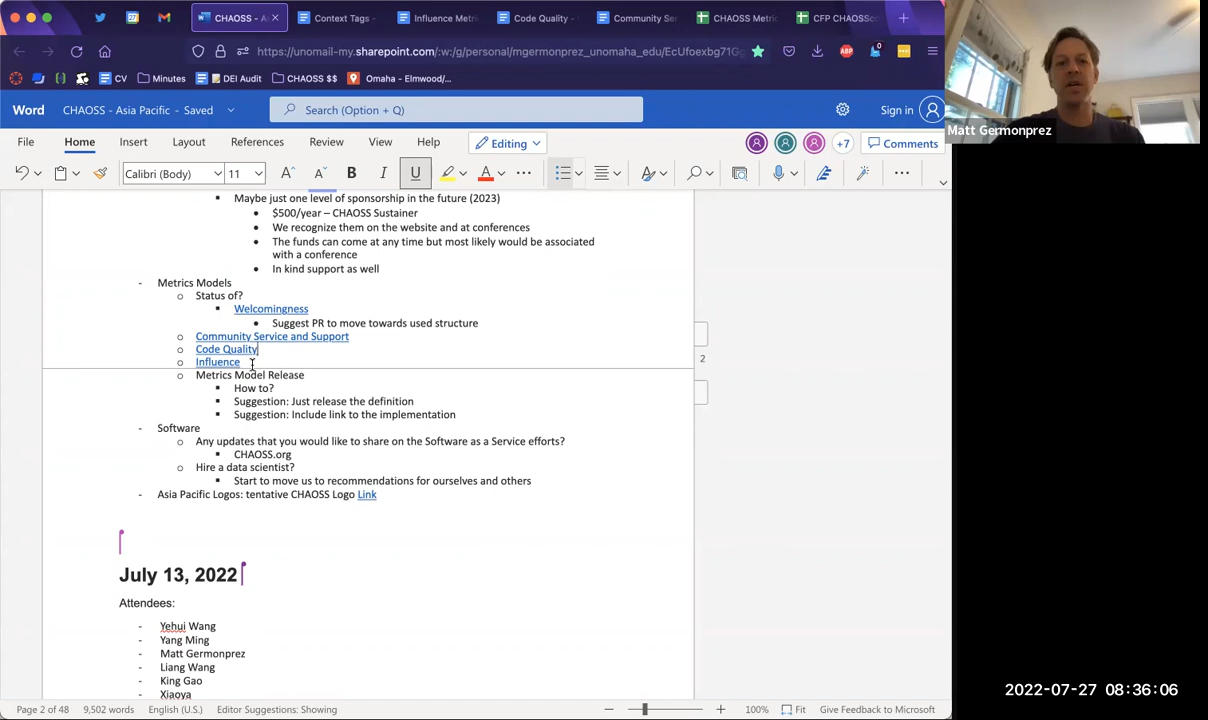 CHAOSS - A
Context Tags -
Influence Metri
Code Quality -
Community Ser
CHAOSS Metric
CFP CHAOSSco
https://unomail-my.sharepoint.com/:w:/g/personal/mgermonprez_unomaha_edu/EcUfoexbg71G
CV
Minutes
DEI Audit
CHAOSS $$
Omaha - Elmwood/...
Word
CHAOSS - Asia Pacific - Saved
Search (Option + Q)
Sign in
Matt Germonprez
File
Home
Insert
Layout
References
Review
View
Help
Editing
+7
Comments
Calibri (Body)
11
Maybe just one level of sponsorship in the future (2023)
$500/year – CHAOSS Sustainer
We recognize them on the website and at conferences
The funds can come at any time but most likely would be associated
with a conference
In kind support as well
- Metrics Models
Status of?
Welcomingness
Suggest PR to move towards used structure
Community Service and Support
Code Quality
Influence
2
Metrics Model Release
How to?
Suggestion: Just release the definition
Suggestion: Include link to the implementation
- Software
Any updates that you would like to share on the Software as a Service efforts?
CHAOSS.org
Hire a data scientist?
Start to move us to recommendations for ourselves and others
- Asia Pacific Logos: tentative CHAOSS Logo Link
July 13, 2022
Attendees:
- Yehui Wang
- Yang Ming
- Matt Germonprez
- Liang Wang
- King Gao
- Xiaoya
2022-07-27 08:36:06
Page 2 of 48
9,502 words
English (U.S.)
Editor Suggestions: Showing
100%
Fit
Give Feedback to Microsoft